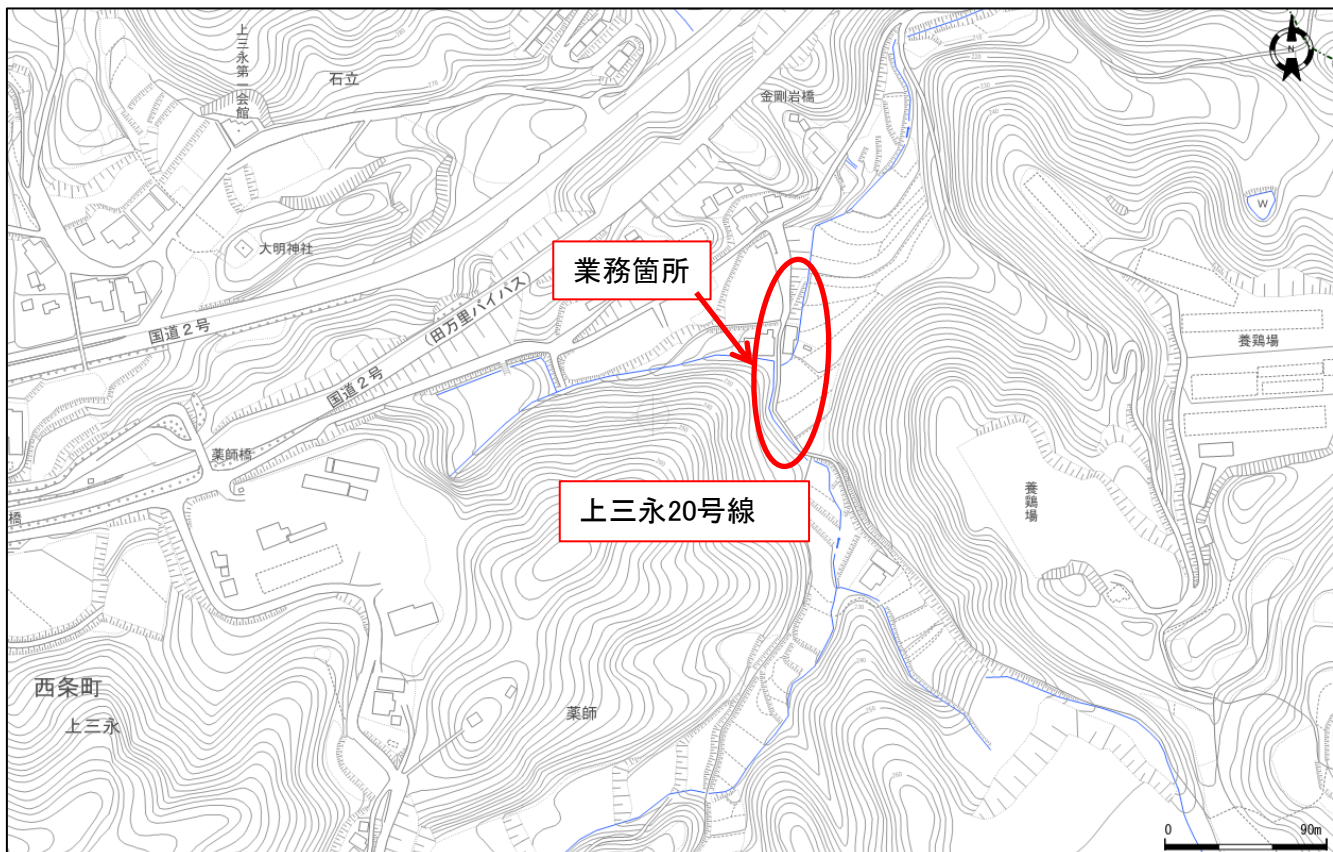 上三永第一会館
石立
金剛岩橋
N
W
大明神社
業務箇所
国道2号
(田万里バイパス)
国道2号
養鶏場
薬師橋
橋
上三永20号線
養鶏場
西条町
上三永
薬師
0
90m